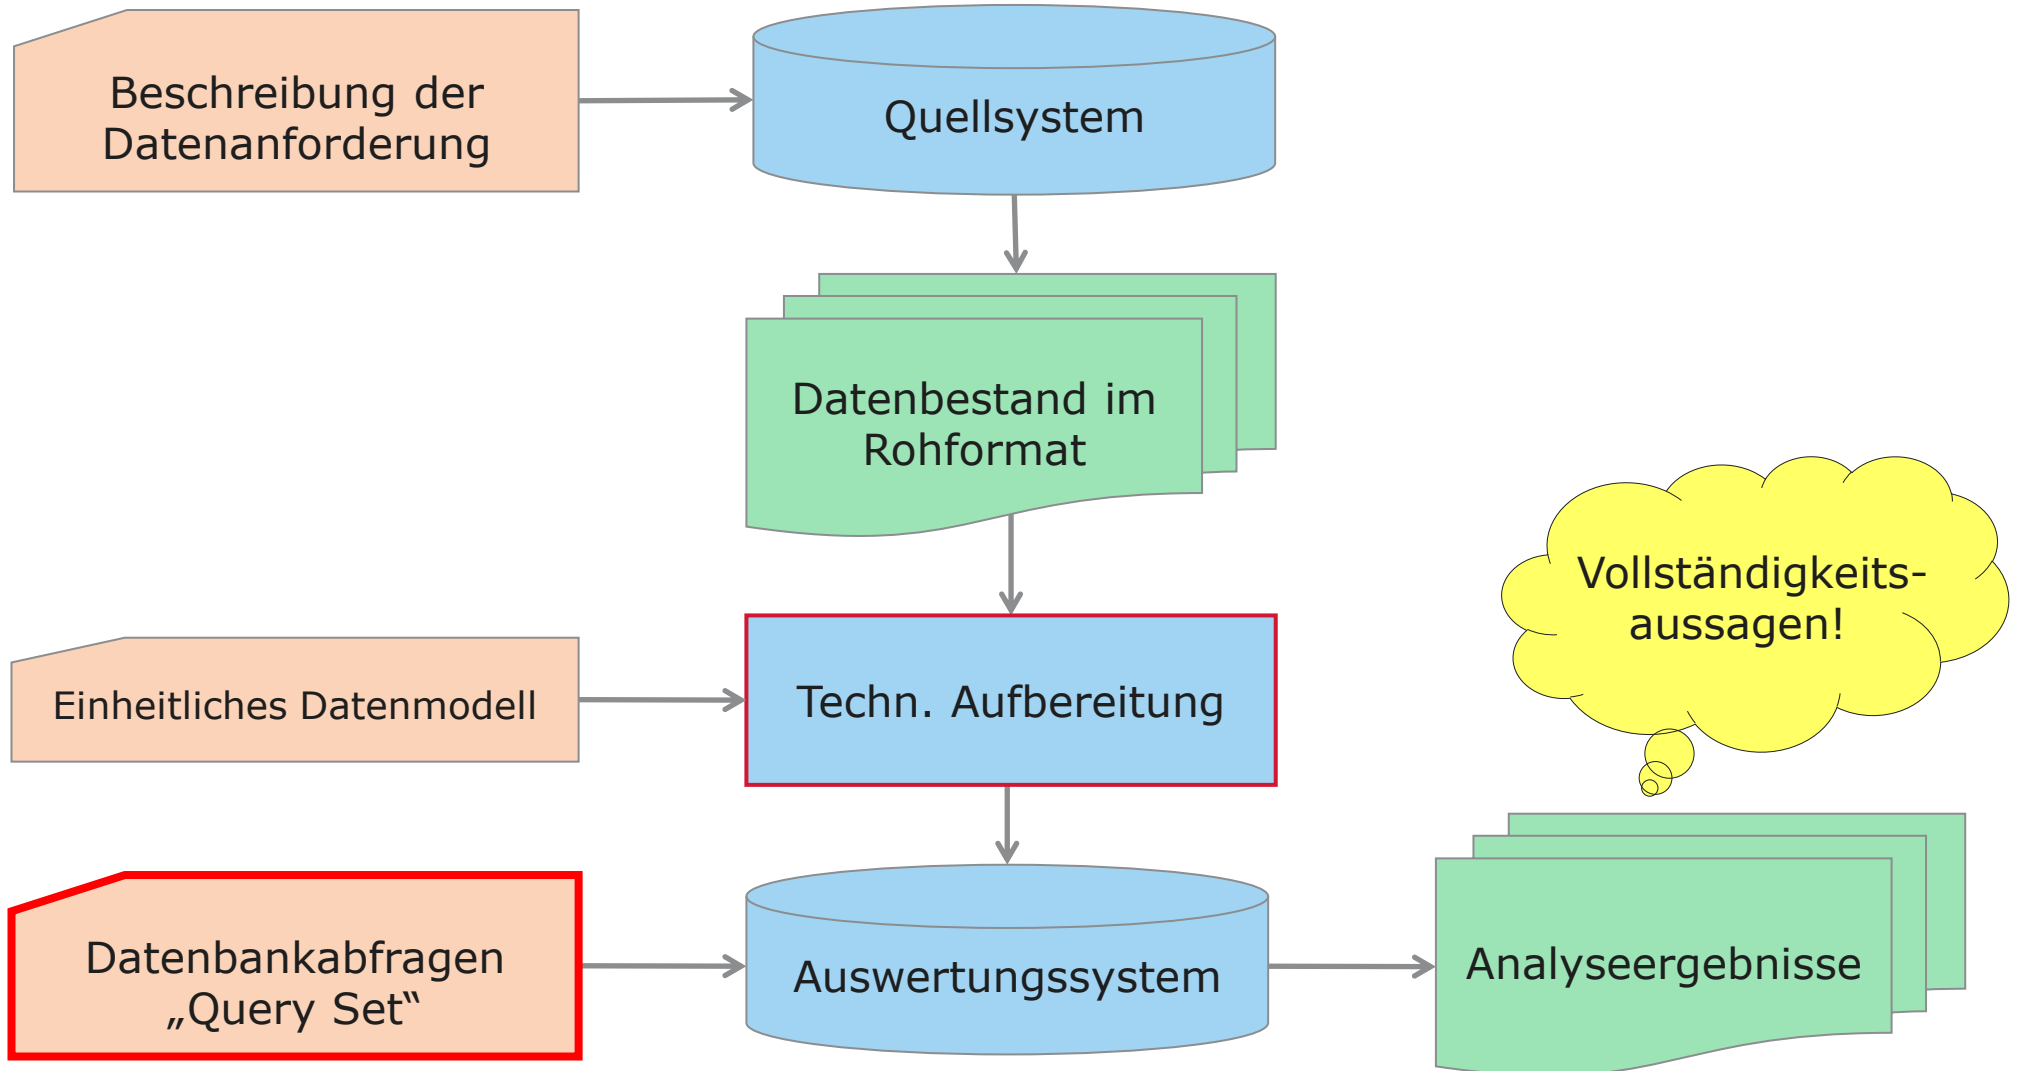 Beschreibung der
Datenanforderung
Quellsystem
Datenbestand im
Rohformat
Vollständigkeits-
aussagen!
Einheitliches Datenmodell
Techn. Aufbereitung
Datenbankabfragen
„Query Set“
Auswertungssystem
Analyseergebnisse